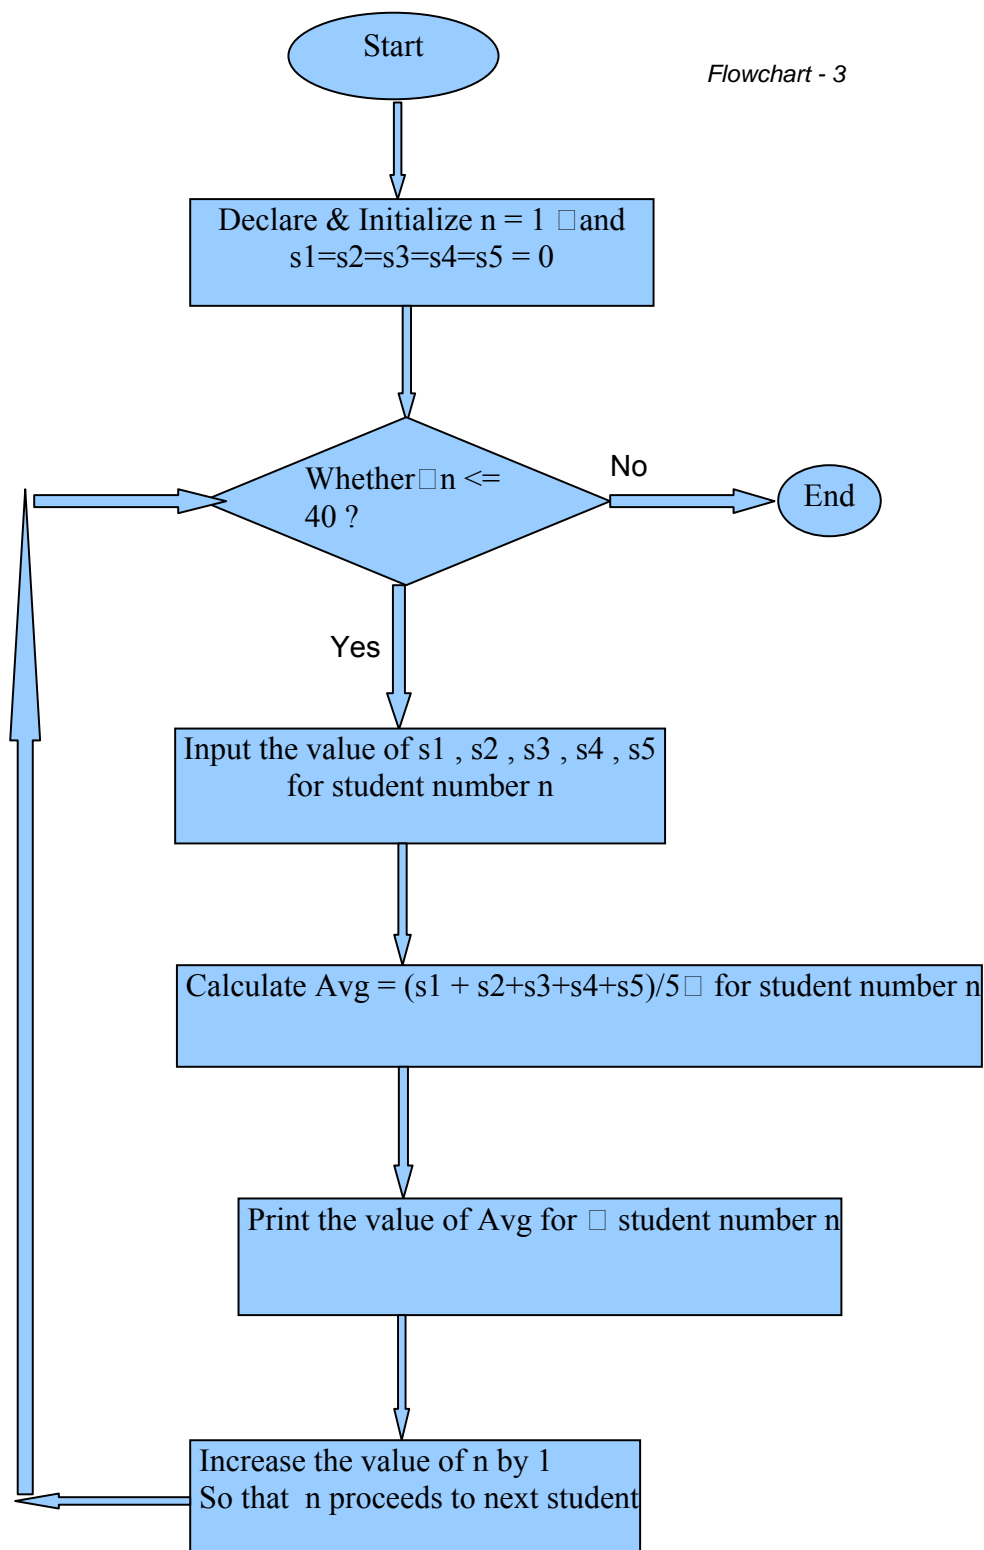 Start
Flowchart - 3
Declare & Initialize n = 1 □and
s1=s2=s3=s4=s5 = 0
Whether□n <=
40 ?
No
End
Yes
Input the value of s1 , s2 , s3 , s4 , s5
for student number n
Calculate Avg = (s1 + s2+s3+s4+s5)/5□ for student number n
Print the value of Avg for □ student number n
Increase the value of n by 1
So that n proceeds to next student